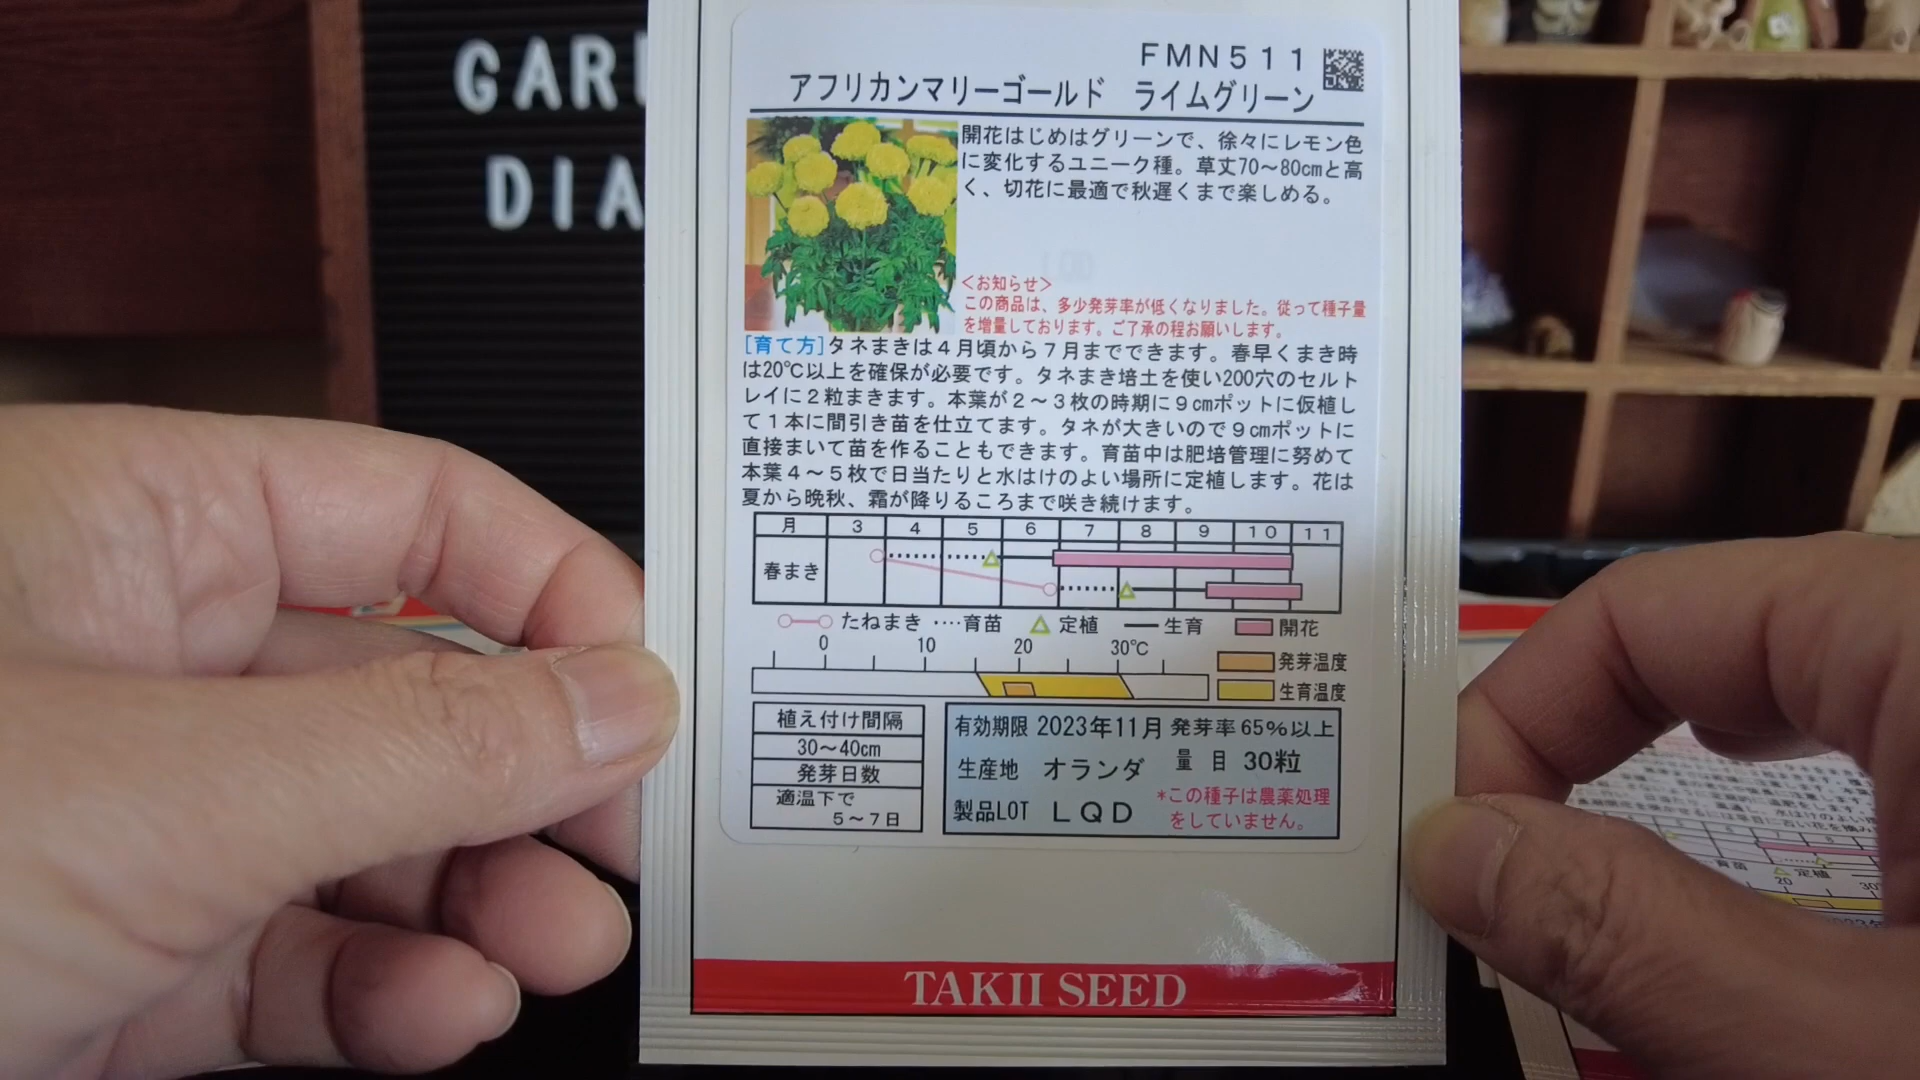 GAR
DIA
FMN511
アフリカンマリーゴールド ライムグリーン
開花はじめはグリーンで、徐々にレモン色
に変化するユニーク種。草丈70～80cmと高
く、切花に最適で秋遅くまで楽しめる。
＜お知らせ＞
この商品は、多少発芽率が低くなりました。従って種子量
を増量しております。ご了承の程お願いします。
[育て方]タネまきは４月頃から７月までできます。春早くまき時
は20℃以上を確保が必要です。タネまき培土を使い200穴のセルト
レイに２粒まきます。本葉が２～３枚の時期に９cmポットに仮植し
て１本に間引き苗を仕立てます。タネが大きいので９cmポットに
直接まいて苗を作ることもできます。育苗中は肥培管理に努めて
本葉４～５枚で日当たりと水はけのよい場所に定植します。花は
夏から晩秋、霜が降りるころまで咲き続けます。
月 3 4 5 6 7 8 9 10 11
春まき
たねまき ････育苗 △ 定植 ── 生育 開花
0 10 20 30℃
発芽温度
生育温度
植え付け間隔
30～40cm
発芽日数
適温下で
５～７日
有効期限 2023年11月 発芽率 65％以上
生産地 オランダ 量目 30粒
製品LOT LQD
*この種子は農薬処理
をしていません。
TAKII SEED
育苗 △ 定植
20 30